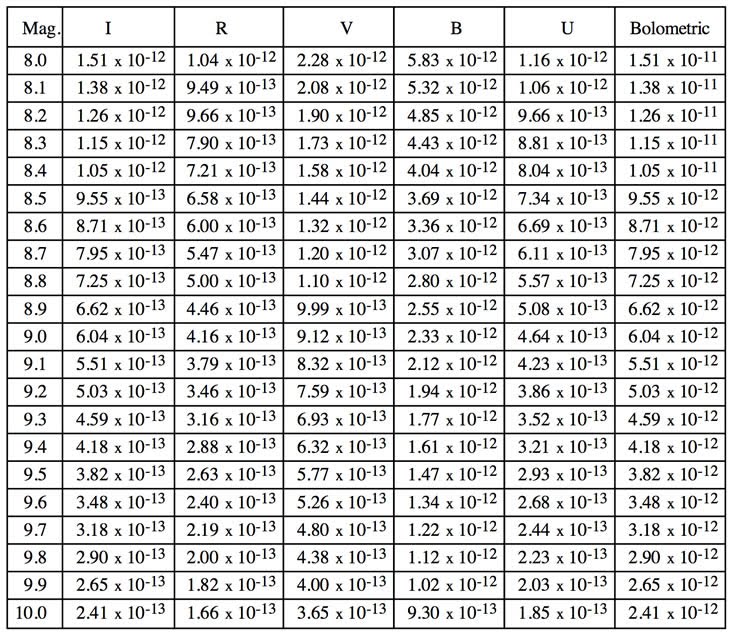 Mag. I R V B U Bolometric
8.0 1.51 x 10-12 1.04 x 10-12 2.28 x 10-12 5.83 x 10-12 1.16 x 10-12 1.51 x 10-11
8.1 1.38 x 10-12 9.49 x 10-13 2.08 x 10-12 5.32 x 10-12 1.06 x 10-12 1.38 x 10-11
8.2 1.26 x 10-12 9.66 x 10-13 1.90 x 10-12 4.85 x 10-12 9.66 x 10-13 1.26 x 10-11
8.3 1.15 x 10-12 7.90 x 10-13 1.73 x 10-12 4.43 x 10-12 8.81 x 10-13 1.15 x 10-11
8.4 1.05 x 10-12 7.21 x 10-13 1.58 x 10-12 4.04 x 10-12 8.04 x 10-13 1.05 x 10-11
8.5 9.55 x 10-13 6.58 x 10-13 1.44 x 10-12 3.69 x 10-12 7.34 x 10-13 9.55 x 10-12
8.6 8.71 x 10-13 6.00 x 10-13 1.32 x 10-12 3.36 x 10-12 6.69 x 10-13 8.71 x 10-12
8.7 7.95 x 10-13 5.47 x 10-13 1.20 x 10-12 3.07 x 10-12 6.11 x 10-13 7.95 x 10-12
8.8 7.25 x 10-13 5.00 x 10-13 1.10 x 10-12 2.80 x 10-12 5.57 x 10-13 7.25 x 10-12
8.9 6.62 x 10-13 4.46 x 10-13 9.99 x 10-13 2.55 x 10-12 5.08 x 10-13 6.62 x 10-12
9.0 6.04 x 10-13 4.16 x 10-13 9.12 x 10-13 2.33 x 10-12 4.64 x 10-13 6.04 x 10-12
9.1 5.51 x 10-13 3.79 x 10-13 8.32 x 10-13 2.12 x 10-12 4.23 x 10-13 5.51 x 10-12
9.2 5.03 x 10-13 3.46 x 10-13 7.59 x 10-13 1.94 x 10-12 3.86 x 10-13 5.03 x 10-12
9.3 4.59 x 10-13 3.16 x 10-13 6.93 x 10-13 1.77 x 10-12 3.52 x 10-13 4.59 x 10-12
9.4 4.18 x 10-13 2.88 x 10-13 6.32 x 10-13 1.61 x 10-12 3.21 x 10-13 4.18 x 10-12
9.5 3.82 x 10-13 2.63 x 10-13 5.77 x 10-13 1.47 x 10-12 2.93 x 10-13 3.82 x 10-12
9.6 3.48 x 10-13 2.40 x 10-13 5.26 x 10-13 1.34 x 10-12 2.68 x 10-13 3.48 x 10-12
9.7 3.18 x 10-13 2.19 x 10-13 4.80 x 10-13 1.22 x 10-12 2.44 x 10-13 3.18 x 10-12
9.8 2.90 x 10-13 2.00 x 10-13 4.38 x 10-13 1.12 x 10-12 2.23 x 10-13 2.90 x 10-12
9.9 2.65 x 10-13 1.82 x 10-13 4.00 x 10-13 1.02 x 10-12 2.03 x 10-13 2.65 x 10-12
10.0 2.41 x 10-13 1.66 x 10-13 3.65 x 10-13 9.30 x 10-13 1.85 x 10-13 2.41 x 10-12